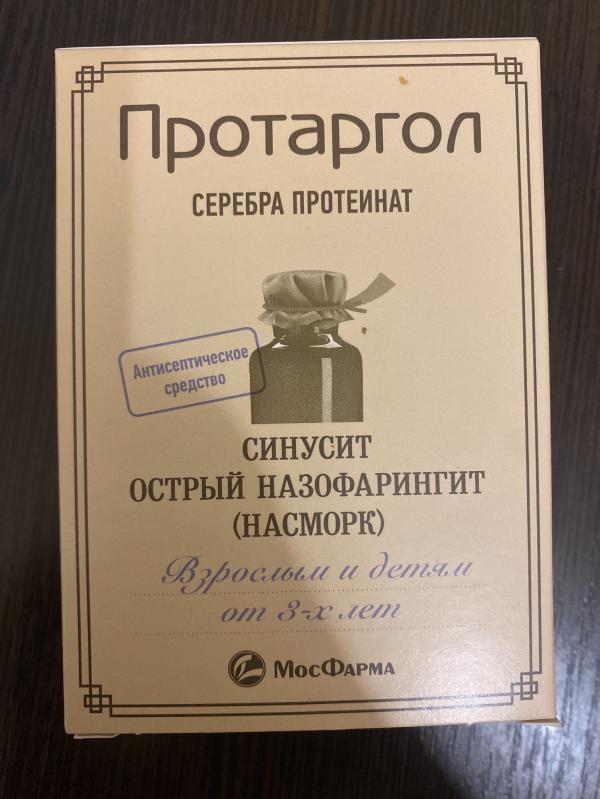 Протаргол
СЕРЕБРА ПРОТЕИНАТ
Антисептическое
средство
СИНУСИТ
ОСТРЫЙ НАЗОФАРИНГИТ
(НАСМОРК)
Взрослым и детям
от 3-х лет
МосФарма